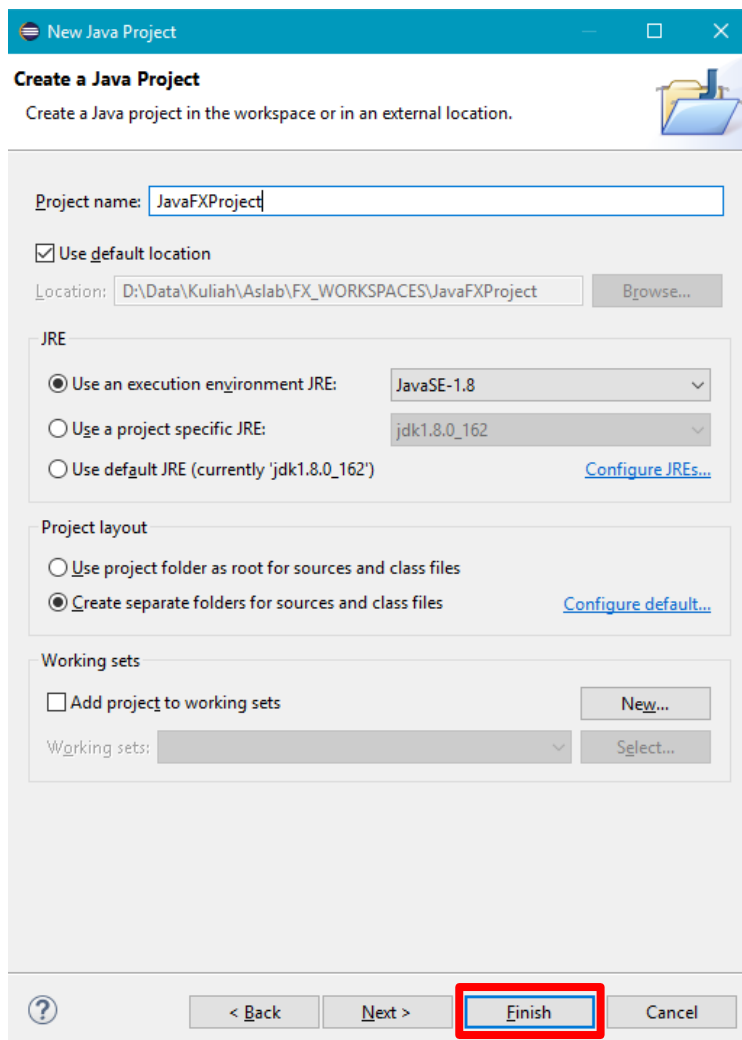 New Java Project
Create a Java Project
Create a Java project in the workspace or in an external location.
Project name: JavaFXProject
Use default location
Location: D:\Data\Kuliah\Aslab\FX_WORKSPACES\JavaFXProject Browse...
JRE
Use an execution environment JRE: JavaSE-1.8
Use a project specific JRE: jdk1.8.0_162
Use default JRE (currently 'jdk1.8.0_162') Configure JREs...
Project layout
Use project folder as root for sources and class files
Create separate folders for sources and class files Configure default...
Working sets
Add project to working sets New...
Working sets: Select...
? < Back Next > Finish Cancel